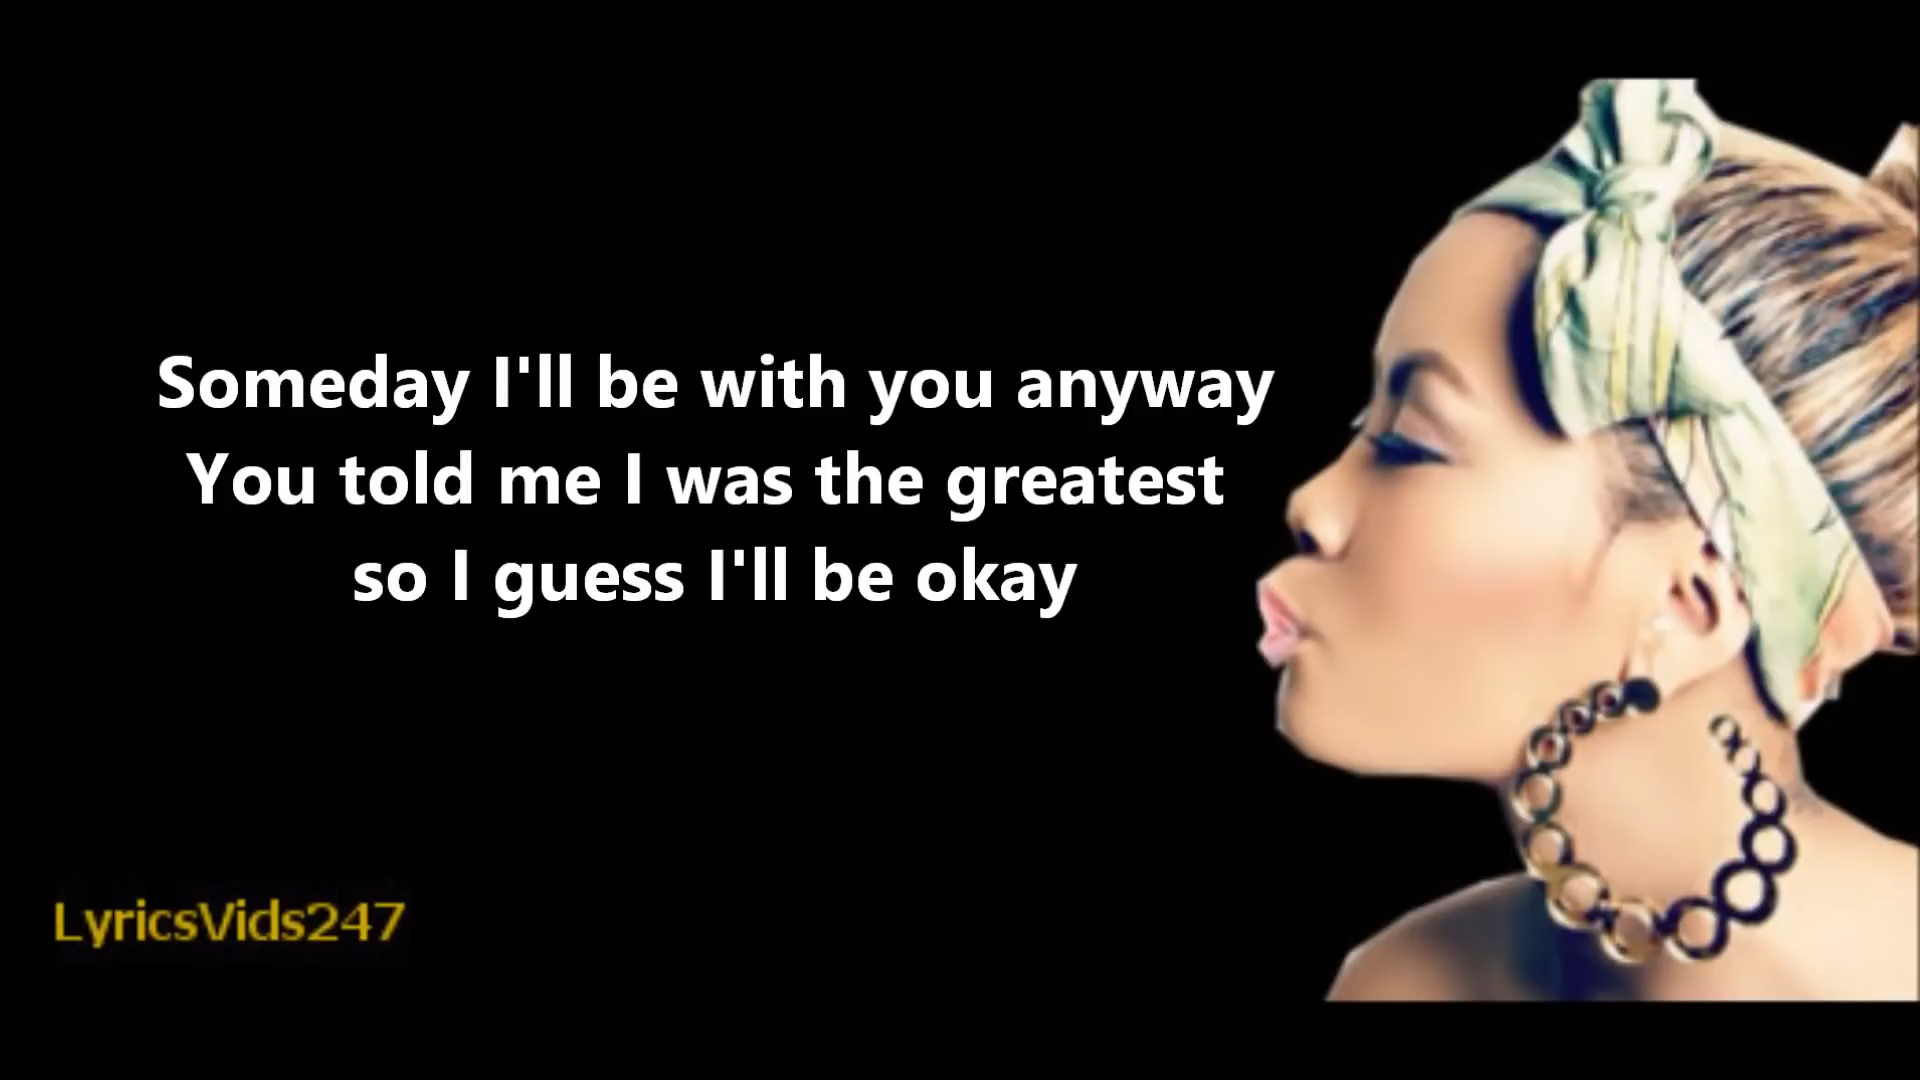 Someday I'll be with you anyway
You told me I was the greatest
so I guess I'll be okay
LyricsVids247